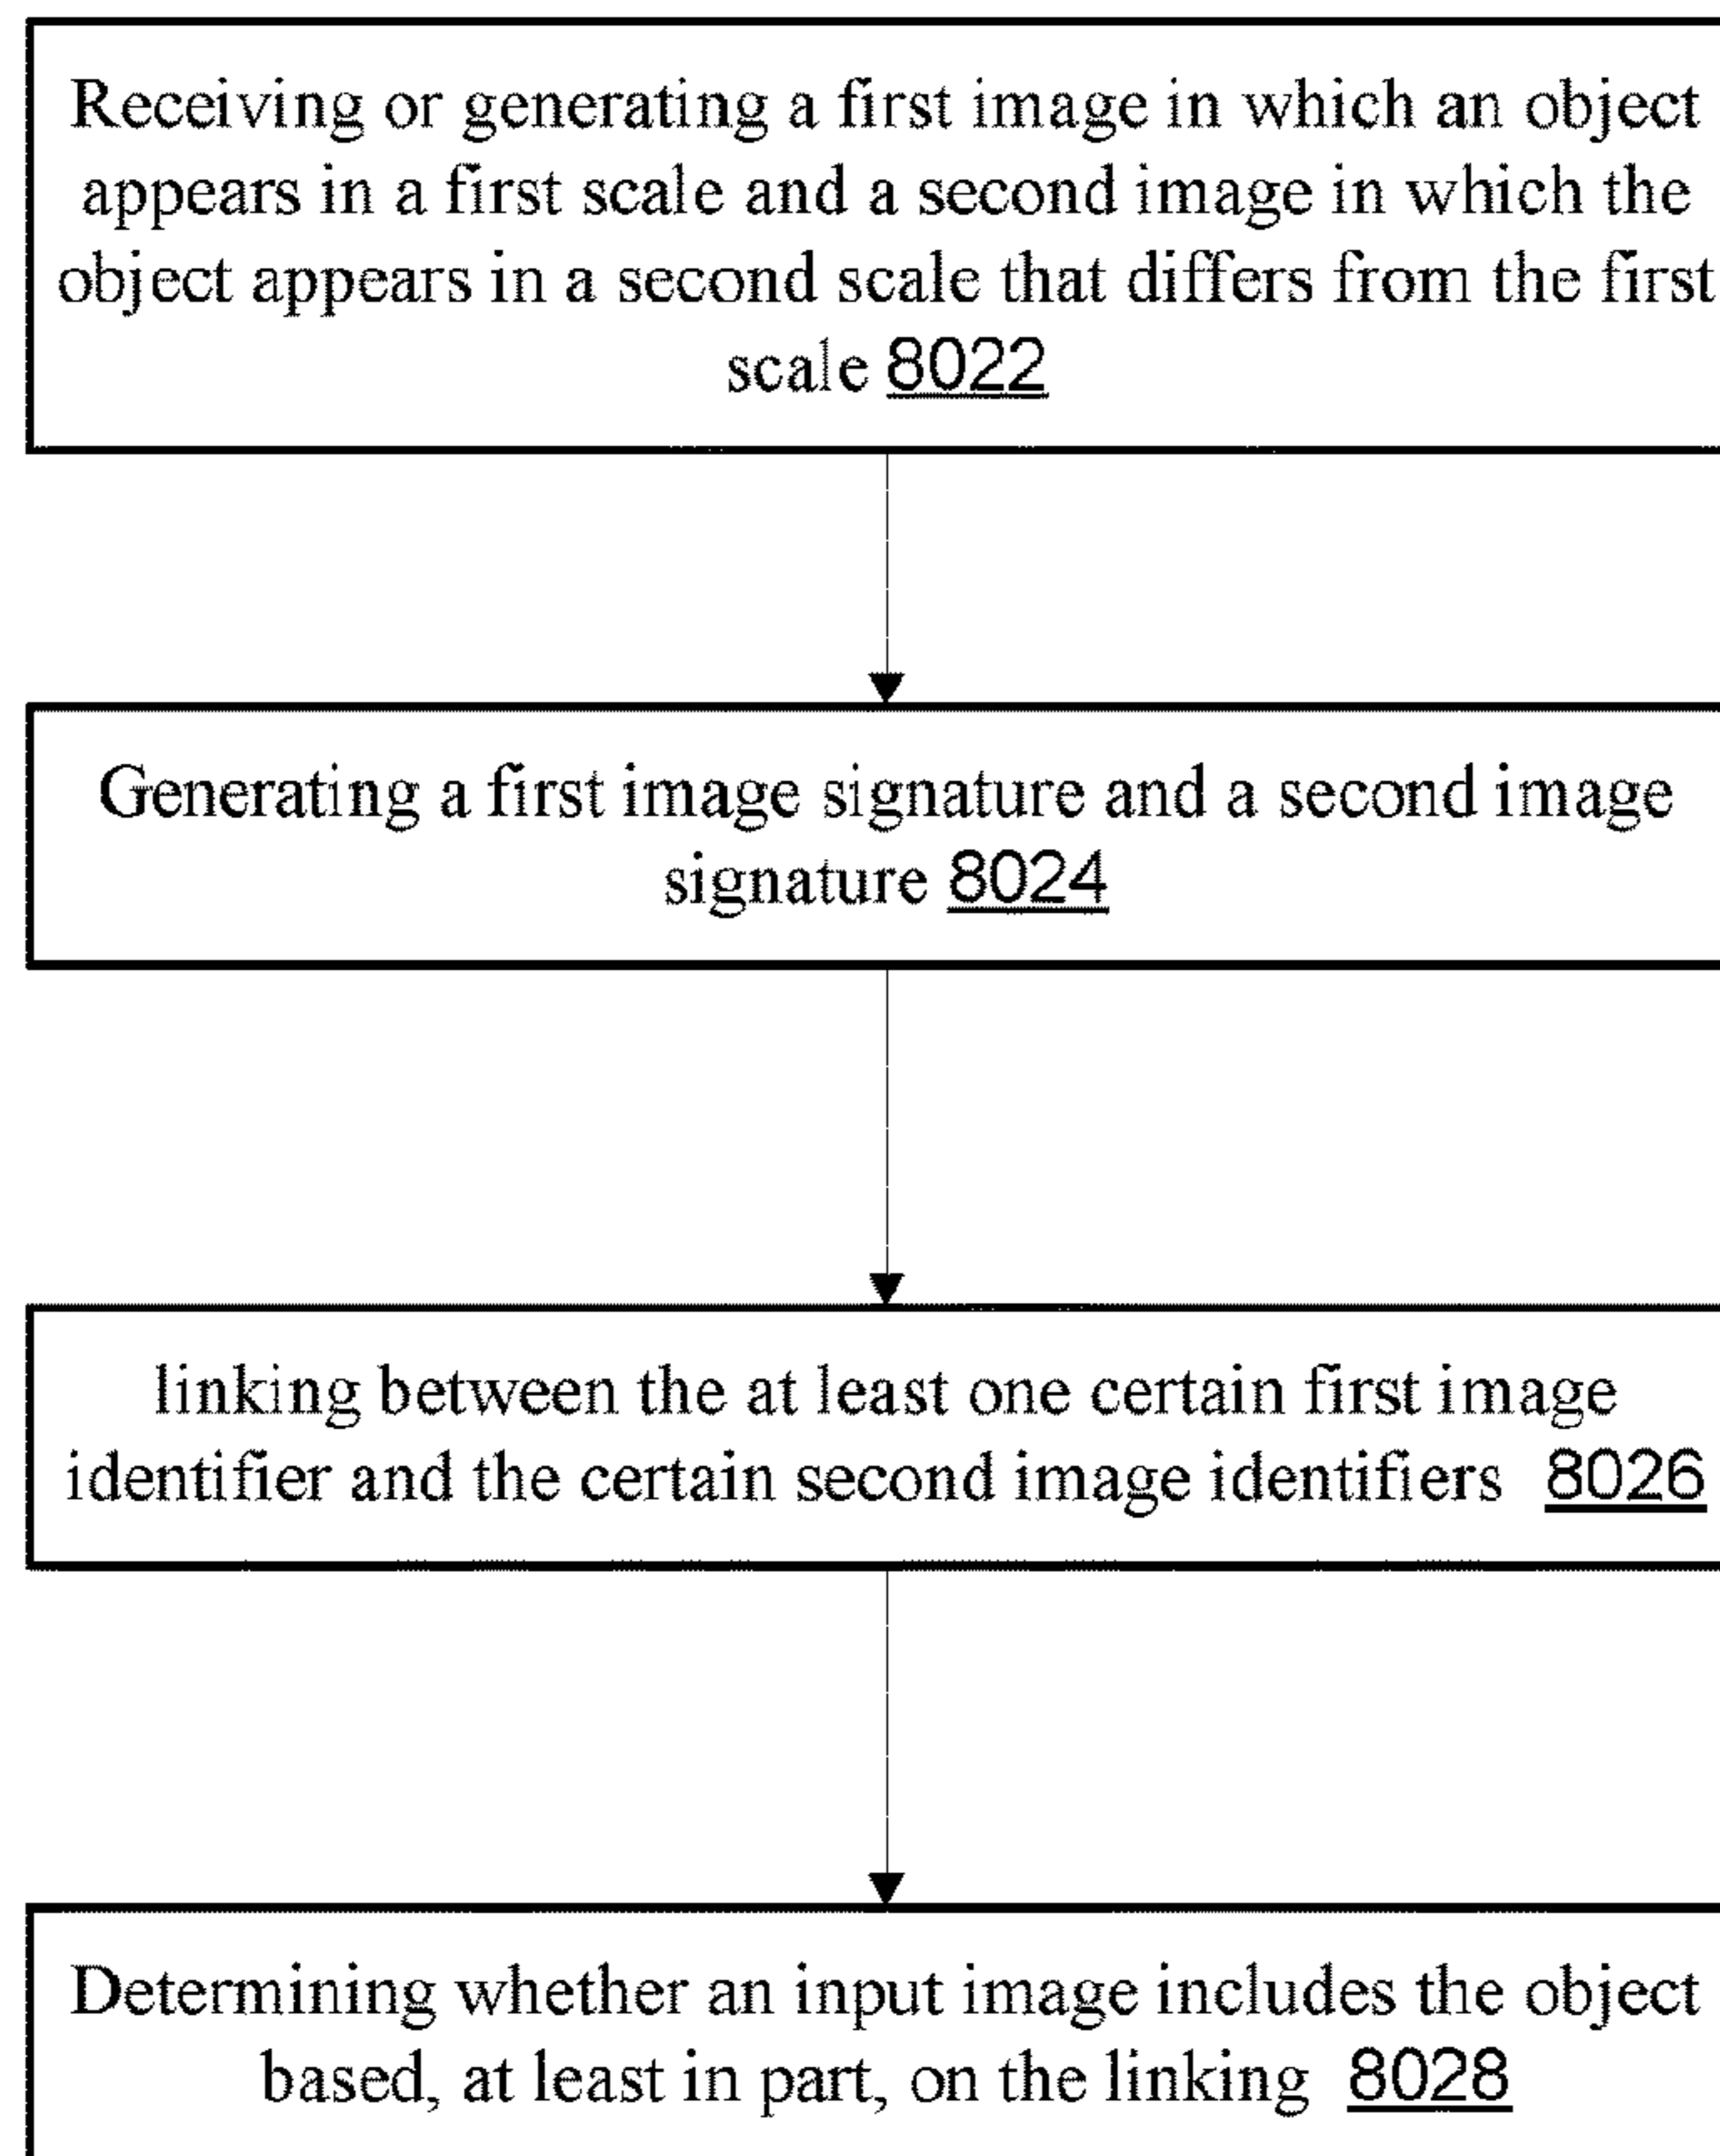 Receiving or generating a first image in which an object
appears in a first scale and a second image in which the
object appears in a second scale that differs from the first
scale 8022
Generating a first image signature and a second image
signature 8024
linking between the at least one certain first image
identifier and the certain second image identifiers 8026
Determining whether an input image includes the object
based, at least in part, on the linking 8028